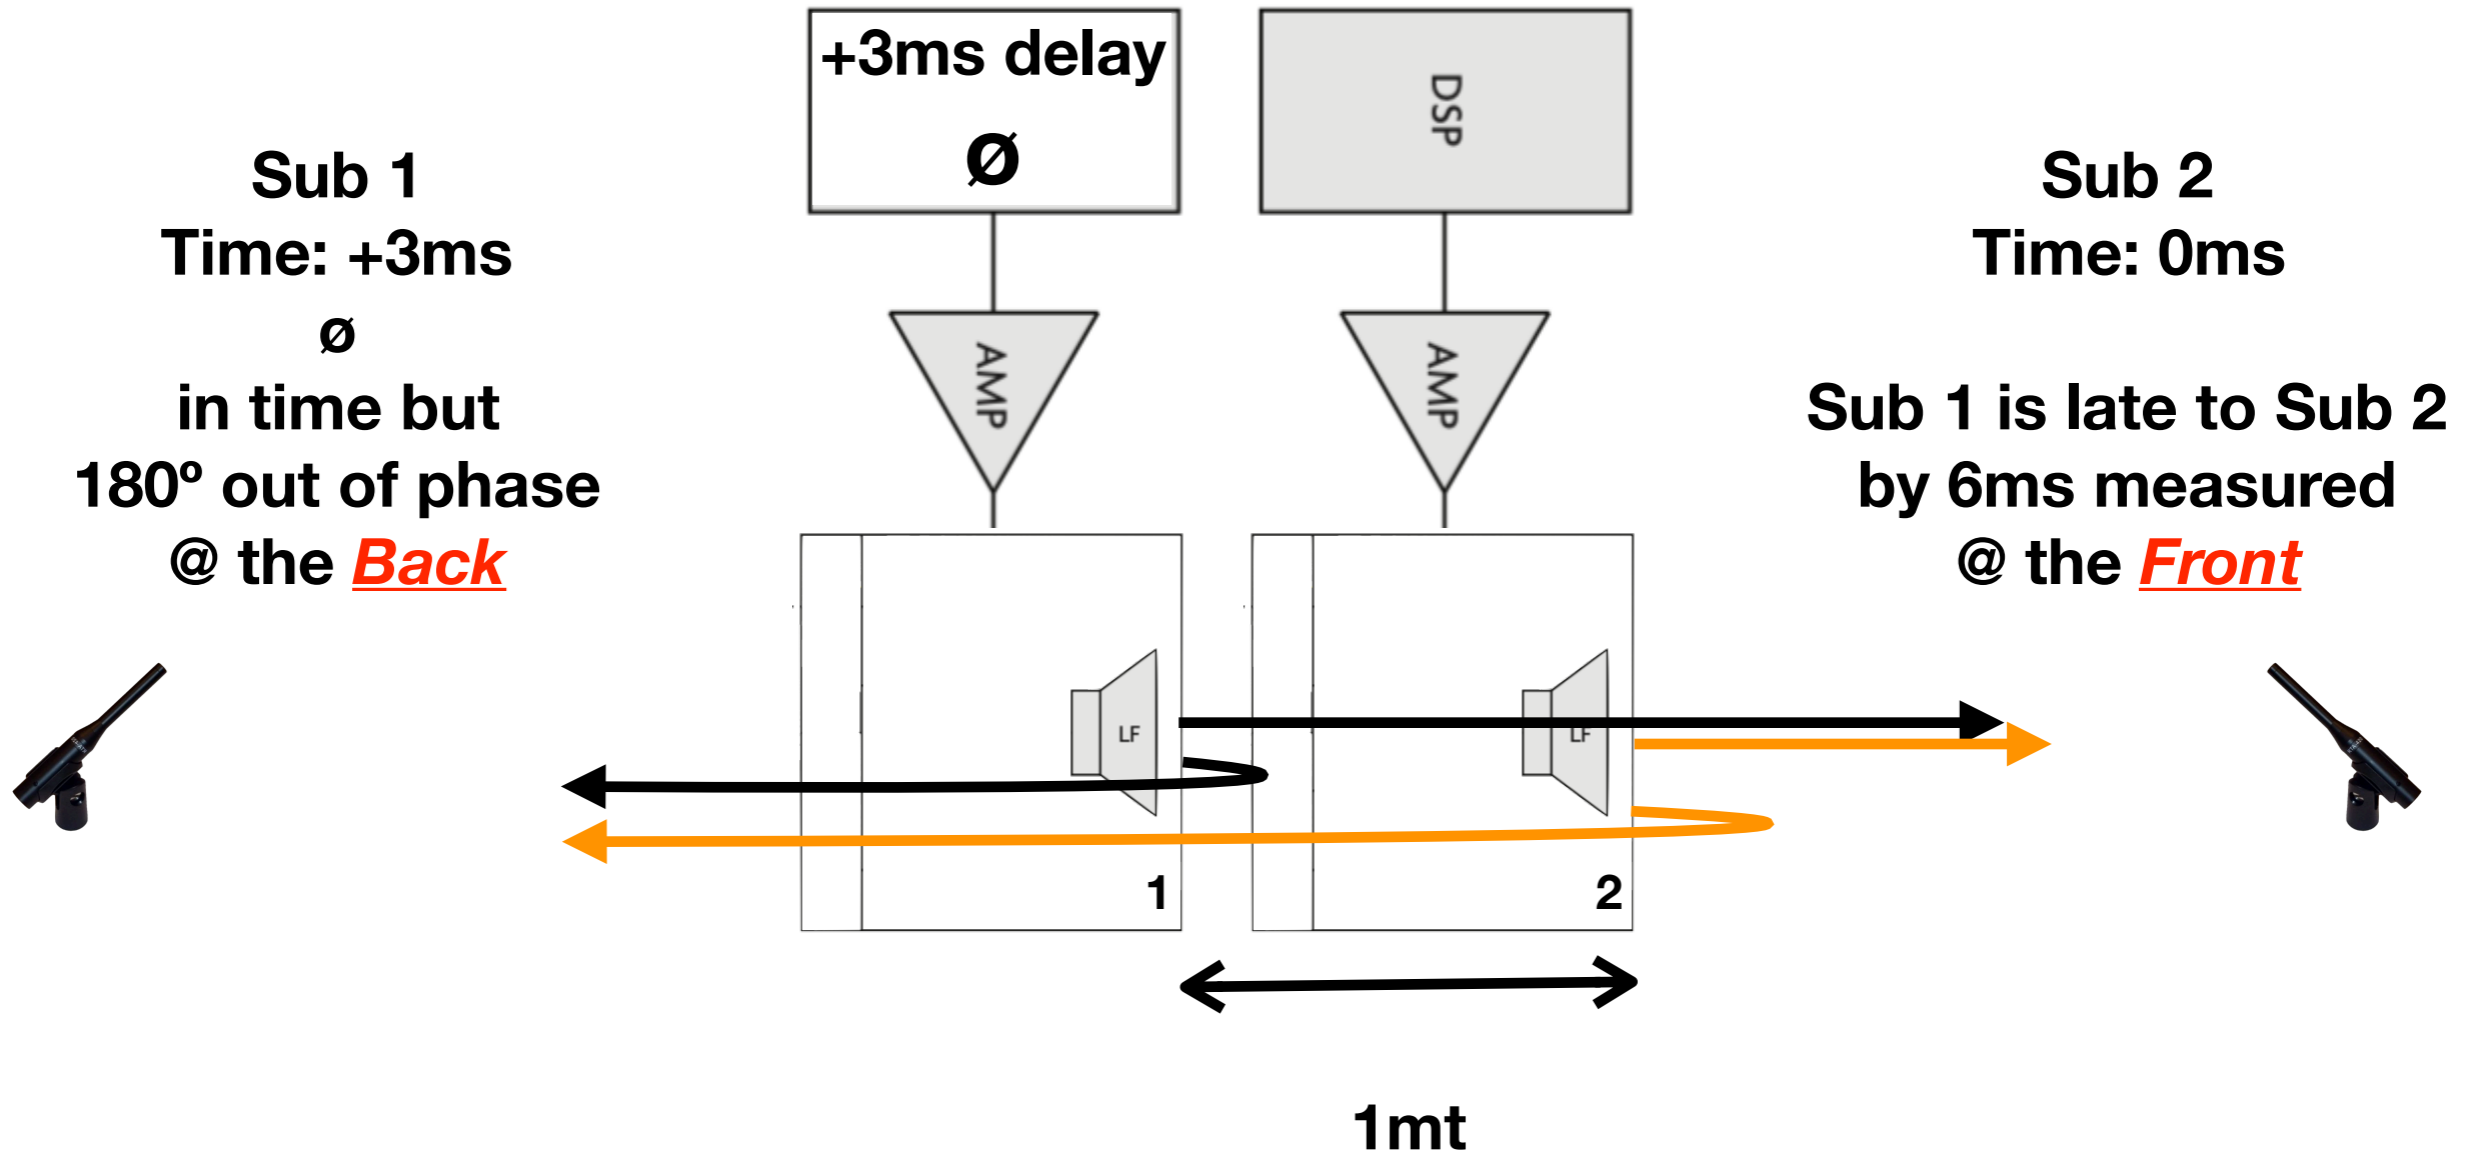 +3ms delay
Ø
DSP
Sub 1
Time: +3ms
ø
in time but
180º out of phase
@ the Back
Sub 2
Time: 0ms
Sub 1 is late to Sub 2
by 6ms measured
@ the Front
AMP
AMP
LF
LF
1
2
1mt